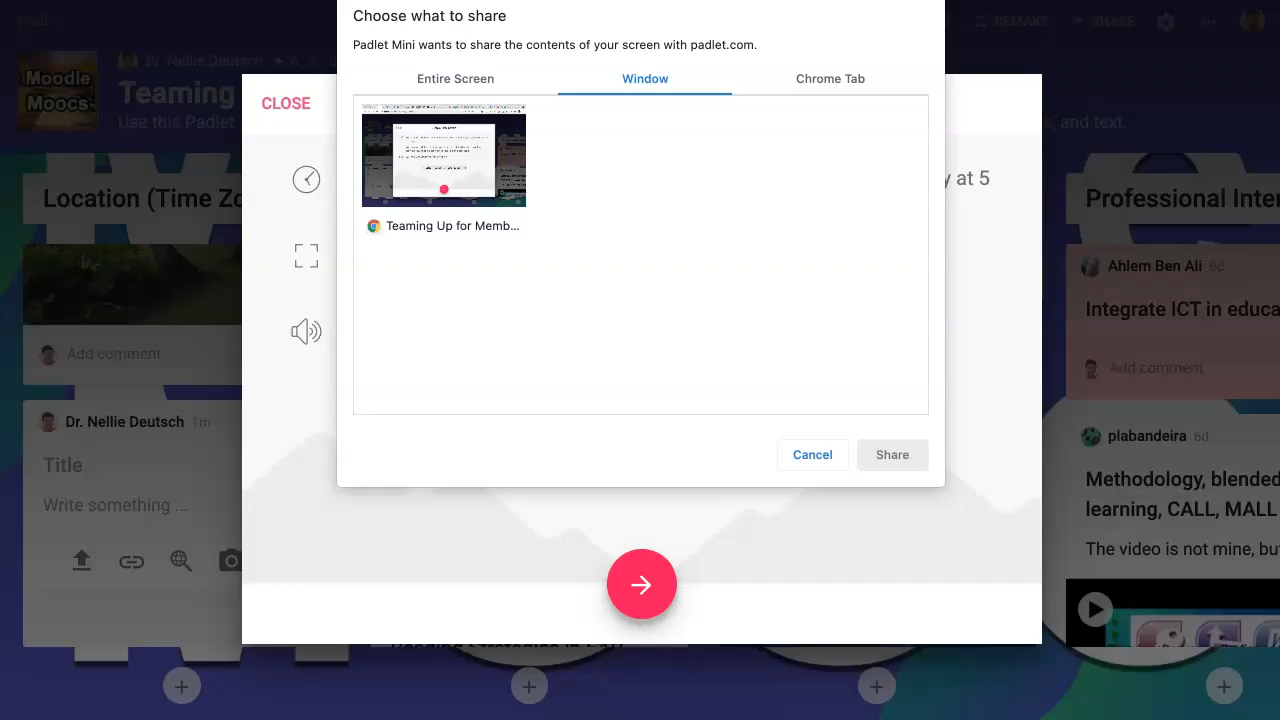 Choose what to share
Padlet Mini wants to share the contents of your screen with padlet.com.
Entire Screen
Window
Chrome Tab
Teaming Up for Memb...
Cancel
Share
CLOSE
y at 5
REMAKE
SHARE
Moodle
Moocs
Dr. Nellie Deutsch + 6
Teaming
Use this Padlet
s, and text.
Location (Time Zo
Add comment
Dr. Nellie Deutsch 1m
Title
Write something ...
Professional Inter
Ahlem Ben Ali 6d
Integrate ICT in educa
Add comment
plabandeira 6d
Methodology, blended
learning, CALL, MALL
The video is not mine, bu